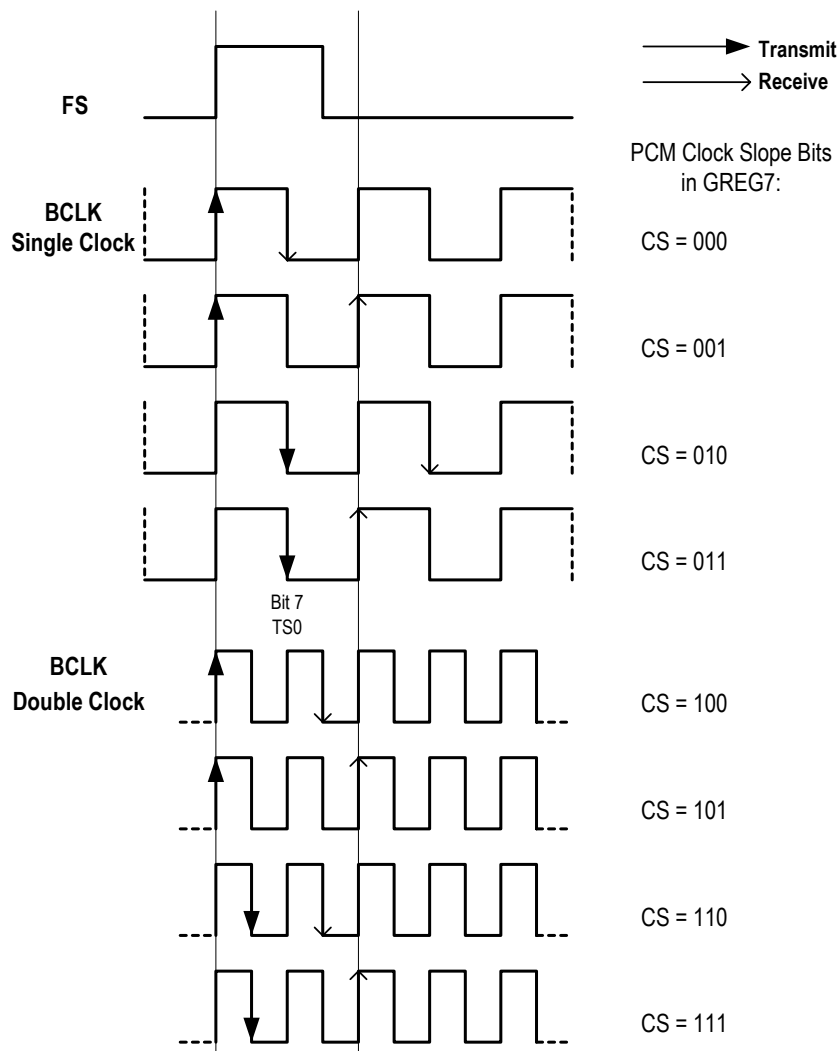 Transmit
Receive
FS
PCM Clock Slope Bits
in GREG7:
BCLK
Single Clock
CS = 000
CS = 001
CS = 010
CS = 011
Bit 7
TS0
BCLK
Double Clock
CS = 100
CS = 101
CS = 110
CS = 111